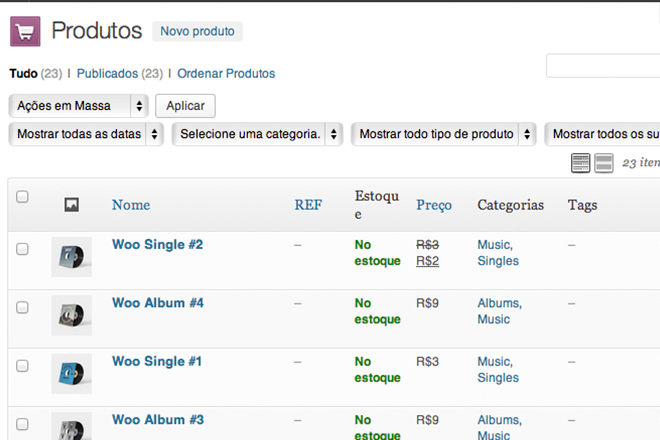 Produtos Novo produto
Tudo (23) | Publicados (23) | Ordenar Produtos
Ações em Massa Aplicar
Mostrar todas as datas Selecione uma categoria. Mostrar todo tipo de produto Mostrar todos os su
23 iten
Nome REF Estoqu
e Preço Categorias Tags
Woo Single #2 – No
estoque R$3
R$2 Music,
Singles –
Woo Album #4 – No
estoque R$9 Albums,
Music –
Woo Single #1 – No
estoque R$3 Music,
Singles –
Woo Album #3 – No
estoque R$9 Albums,
Music –